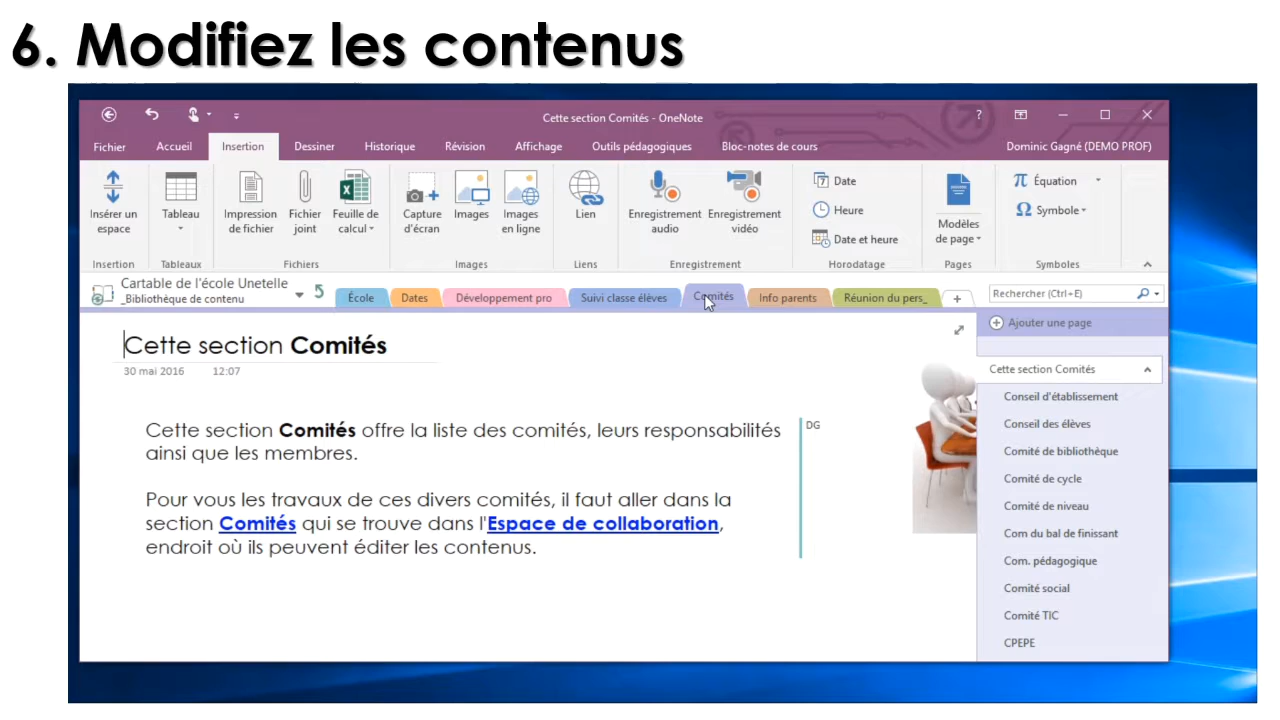 6. Modifiez les contenus
Cette section Comités - OneNote
?
Fichier Accueil Insertion Dessiner Historique Révision Affichage Outils pédagogiques Bloc-notes de cours Dominic Gagné (DEMO PROF)
Insérer un espace
Tableau
Impression de fichier
Fichier joint
Feuille de calcul
Capture d'écran
Images
Images en ligne
Lien
Enregistrement audio
Enregistrement vidéo
7 Date
Heure
Date et heure
Modèles de page
π Équation
Ω Symbole
Insertion Tableaux Fichiers Images Liens Enregistrement Horodatage Pages Symboles
Cartable de l'école Unetelle
_Bibliothèque de contenu
École Dates Développement pro Suivi classe élèves Comités Info parents Réunion du pers_ +
Rechercher (Ctrl+E)
Cette section Comités
30 mai 2016 12:07
Cette section Comités offre la liste des comités, leurs responsabilités
ainsi que les membres.
DG
Pour vous les travaux de ces divers comités, il faut aller dans la
section Comités qui se trouve dans l'Espace de collaboration,
endroit où ils peuvent éditer les contenus.
Ajouter une page
Cette section Comités
Conseil d'établissement
Conseil des élèves
Comité de bibliothèque
Comité de cycle
Comité de niveau
Com du bal de finissant
Com. pédagogique
Comité social
Comité TIC
CPEPE